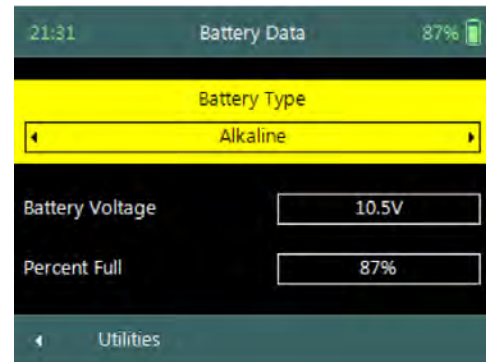 21:31 Battery Data 87%
Battery Type
Alkaline
Battery Voltage 10.5V
Percent Full 87%
Utilities